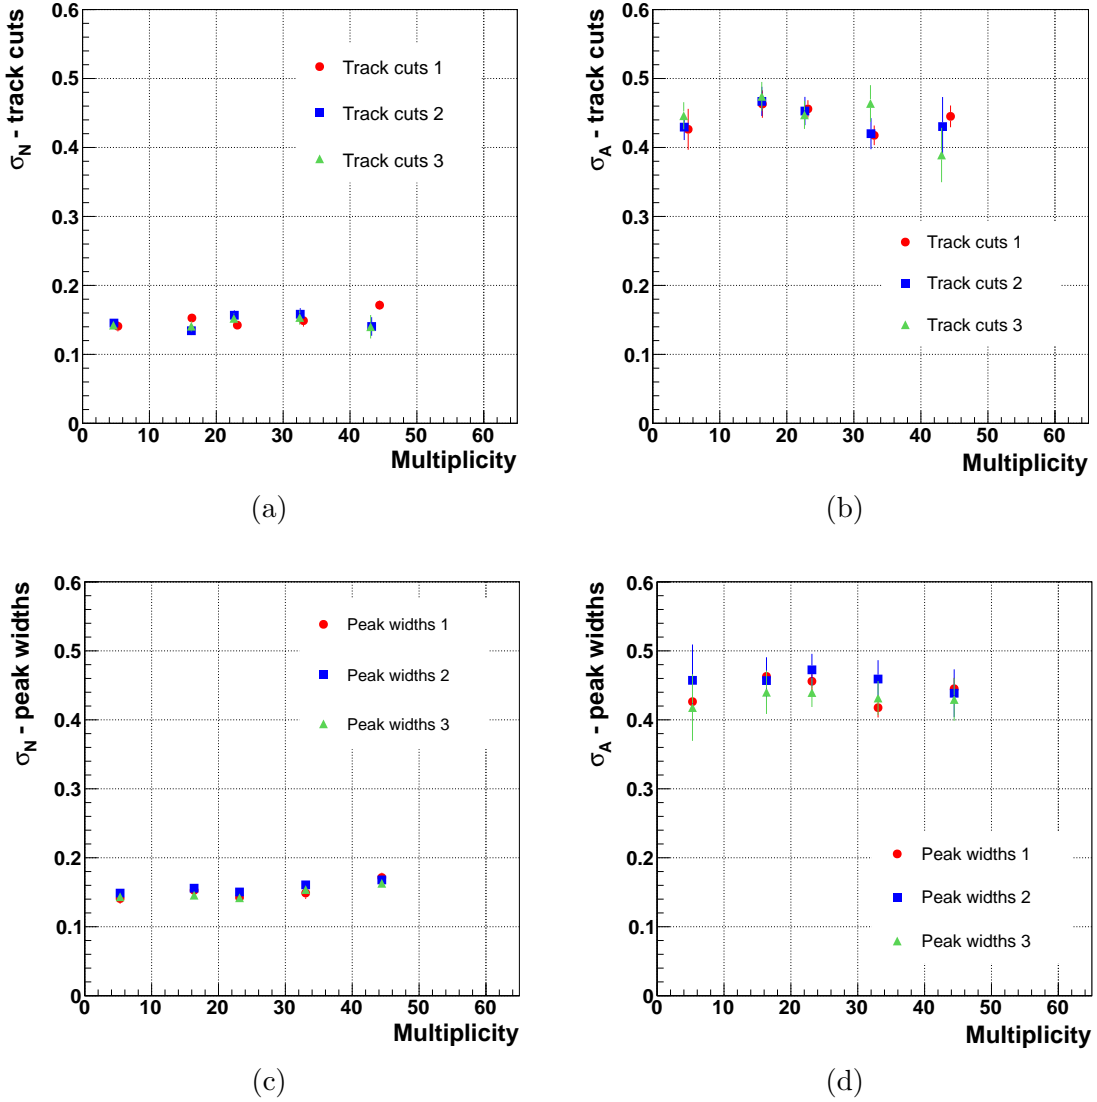 σN - track cuts
0.6
0.5
0.4
0.3
0.2
0.1
0
Track cuts 1
Track cuts 2
Track cuts 3
0 10 20 30 40 50 60
Multiplicity
(a)
σA - track cuts
0.6
0.5
0.4
0.3
0.2
0.1
0
Track cuts 1
Track cuts 2
Track cuts 3
0 10 20 30 40 50 60
Multiplicity
(b)
σN - peak widths
0.6
0.5
0.4
0.3
0.2
0.1
0
Peak widths 1
Peak widths 2
Peak widths 3
0 10 20 30 40 50 60
Multiplicity
(c)
σA - peak widths
0.6
0.5
0.4
0.3
0.2
0.1
0
Peak widths 1
Peak widths 2
Peak widths 3
0 10 20 30 40 50 60
Multiplicity
(d)